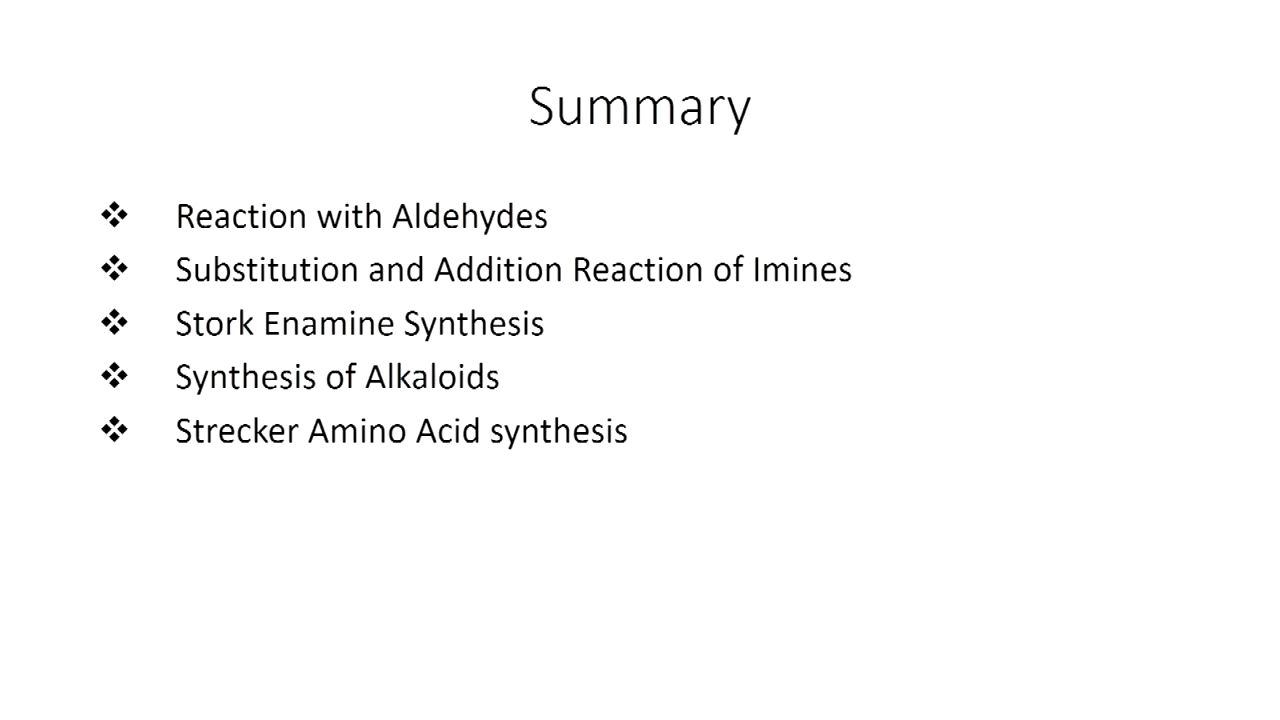 Summary
❖ Reaction with Aldehydes
❖ Substitution and Addition Reaction of Imines
❖ Stork Enamine Synthesis
❖ Synthesis of Alkaloids
❖ Strecker Amino Acid synthesis